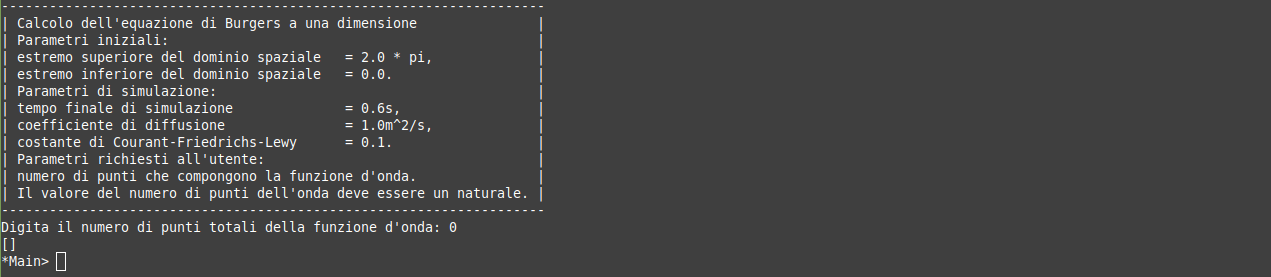 --------------------------------------------------------------------
| Calcolo dell'equazione di Burgers a una dimensione               |
| Parametri iniziali:                                              |
| estremo superiore del dominio spaziale   = 2.0 * pi,             |
| estremo inferiore del dominio spaziale   = 0.0.                  |
| Parametri di simulazione:                                        |
| tempo finale di simulazione              = 0.6s,                 |
| coefficiente di diffusione               = 1.0m^2/s,             |
| costante di Courant-Friedrichs-Lewy      = 0.1.                  |
| Parametri richiesti all'utente:                                  |
| numero di punti che compongono la funzione d'onda.               |
| Il valore del numero di punti dell'onda deve essere un naturale. |
--------------------------------------------------------------------
Digita il numero di punti totali della funzione d'onda: 0
[]
*Main>